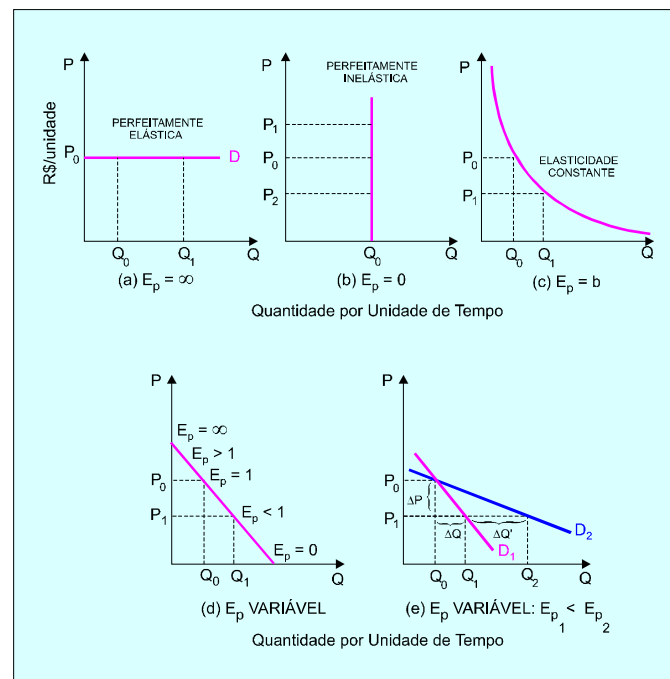 P
R$/unidade
PERFEITAMENTE
ELÁSTICA
P0
D
Q0
Q1
Q
(a) Ep = ∞
P
PERFEITAMENTE
INELÁSTICA
P1
P0
P2
Q0
Q
(b) Ep = 0
P
ELASTICIDADE
CONSTANTE
P0
P1
Q0
Q1
Q
(c) Ep = b
Quantidade por Unidade de Tempo
P
Ep = ∞
Ep > 1
Ep = 1
Ep < 1
Ep = 0
P0
P1
Q0
Q1
Q
(d) Ep VARIÁVEL
P
P0
ΔP
P1
ΔQ
ΔQ'
D1
D2
Q0
Q1
Q2
Q
(e) Ep VARIÁVEL: Ep1 < Ep2
Quantidade por Unidade de Tempo